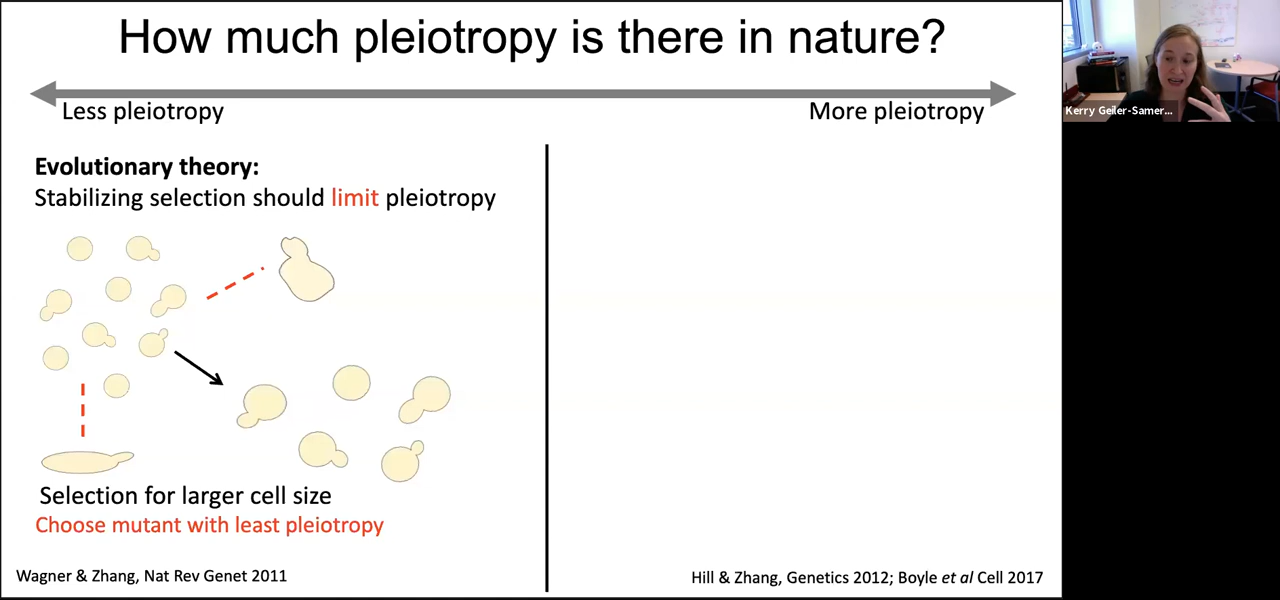 How much pleiotropy is there in nature?
Less pleiotropy
More pleiotropy
Evolutionary theory:
Stabilizing selection should limit pleiotropy
Selection for larger cell size
Choose mutant with least pleiotropy
Wagner & Zhang, Nat Rev Genet 2011
Hill & Zhang, Genetics 2012; Boyle et al Cell 2017
Kerry Geiler-Samer...